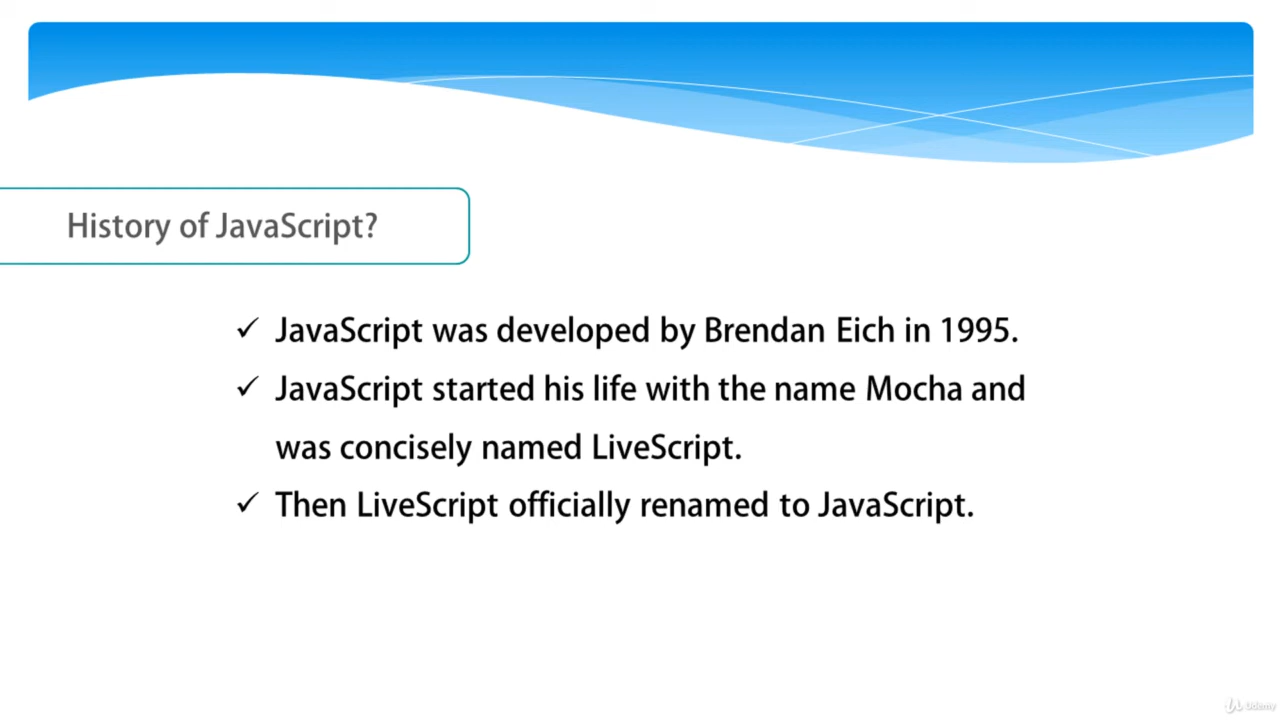 History of JavaScript?
✓ JavaScript was developed by Brendan Eich in 1995.
✓ JavaScript started his life with the name Mocha and
was concisely named LiveScript.
✓ Then LiveScript officially renamed to JavaScript.
Udemy